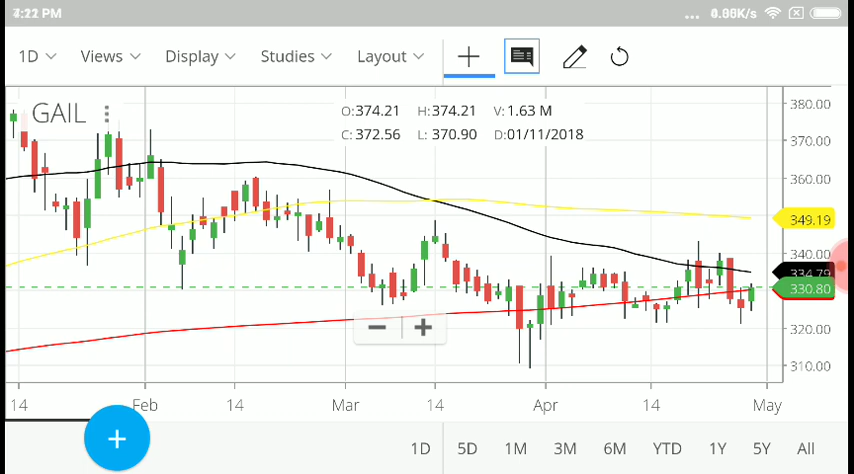 :22 PM ... K/s
1D Views Display Studies Layout
GAIL O:374.21 H:374.21 V:1.63 M
C:372.56 L: 370.90 D:01/11/2018
380.00
370.00
360.00
349.19
340.00
334.79
330.80
320.00
310.00
14 Feb 14 Mar 14 Apr 14 May
1D 5D 1M 3M 6M YTD 1Y 5Y All